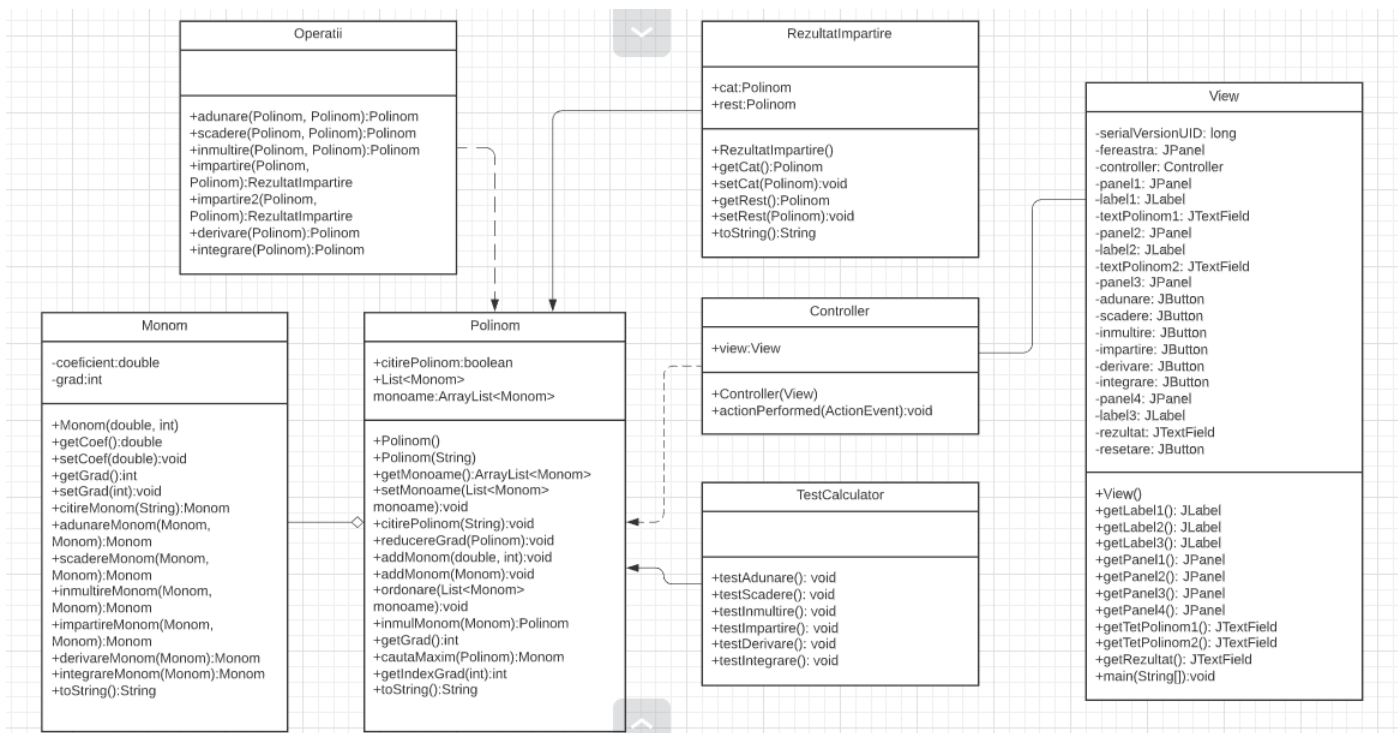 Operatii
+adunare(Polinom, Polinom):Polinom
+scadere(Polinom, Polinom):Polinom
+inmultire(Polinom, Polinom):Polinom
+impartire(Polinom,
Polinom):RezultatImpartire
+impartire2(Polinom,
Polinom):RezultatImpartire
+derivare(Polinom):Polinom
+integrare(Polinom):Polinom
RezultatImpartire
+cat:Polinom
+rest:Polinom
+RezultatImpartire()
+getCat():Polinom
+setCat(Polinom):void
+getRest():Polinom
+setRest(Polinom):void
+toString():String
View
-serialVersionUID: long
-fereastra: JPanel
-controller: Controller
-panel1: JPanel
-label1: JLabel
-textPolinom1: JTextField
-panel2: JPanel
-label2: JLabel
-textPolinom2: JTextField
-panel3: JPanel
-adunare: JButton
-scadere: JButton
-inmultire: JButton
-impartire: JButton
-derivare: JButton
-integrare: JButton
-panel4: JPanel
-label3: JLabel
-rezultat: JTextField
-resetare: JButton
+View()
+getLabel1(): JLabel
+getLabel2(): JLabel
+getLabel3(): JLabel
+getPanel1(): JPanel
+getPanel2(): JPanel
+getPanel3(): JPanel
+getPanel4(): JPanel
+getTetPolinom1(): JTextField
+getTetPolinom2(): JTextField
+getRezultat(): JTextField
+main(String[]):void
Monom
-coeficient:double
-grad:int
+Monom(double, int)
+getCoef():double
+setCoef(double):void
+getGrad():int
+setGrad(int):void
+citireMonom(String):Monom
+adunareMonom(Monom,
Monom):Monom
+scadereMonom(Monom,
Monom):Monom
+inmultireMonom(Monom,
Monom):Monom
+impartireMonom(Monom,
Monom):Monom
+derivareMonom(Monom):Monom
+integrareMonom(Monom):Monom
+toString():String
Polinom
+citirePolinom:boolean
+List<Monom>
monoame:ArrayList<Monom>
+Polinom()
+Polinom(String)
+getMonoame():ArrayList<Monom>
+setMonoame(List<Monom>
monoame):void
+citirePolinom(String):void
+reducereGrad(Polinom):void
+addMonom(double, int):void
+addMonom(Monom):void
+ordonare(List<Monom>
monoame):void
+inmulMonom(Monom):Polinom
+getGrad():int
+cautaMaxim(Polinom):Monom
+getIndexGrad(int):int
+toString():String
Controller
+view:View
+Controller(View)
+actionPerformed(ActionEvent):void
TestCalculator
+testAdunare(): void
+testScadere(): void
+testInmultire(): void
+testImpartire(): void
+testDerivare(): void
+testIntegrare(): void